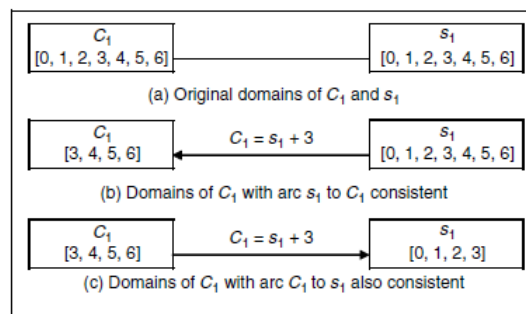 C₁ s₁
[0, 1, 2, 3, 4, 5, 6] [0, 1, 2, 3, 4, 5, 6]
(a) Original domains of C₁ and s₁
C₁ C₁ = s₁ + 3 s₁
[3, 4, 5, 6] [0, 1, 2, 3, 4, 5, 6]
(b) Domains of C₁ with arc s₁ to C₁ consistent
C₁ C₁ = s₁ + 3 s₁
[3, 4, 5, 6] [0, 1, 2, 3]
(c) Domains of C₁ with arc C₁ to s₁ also consistent